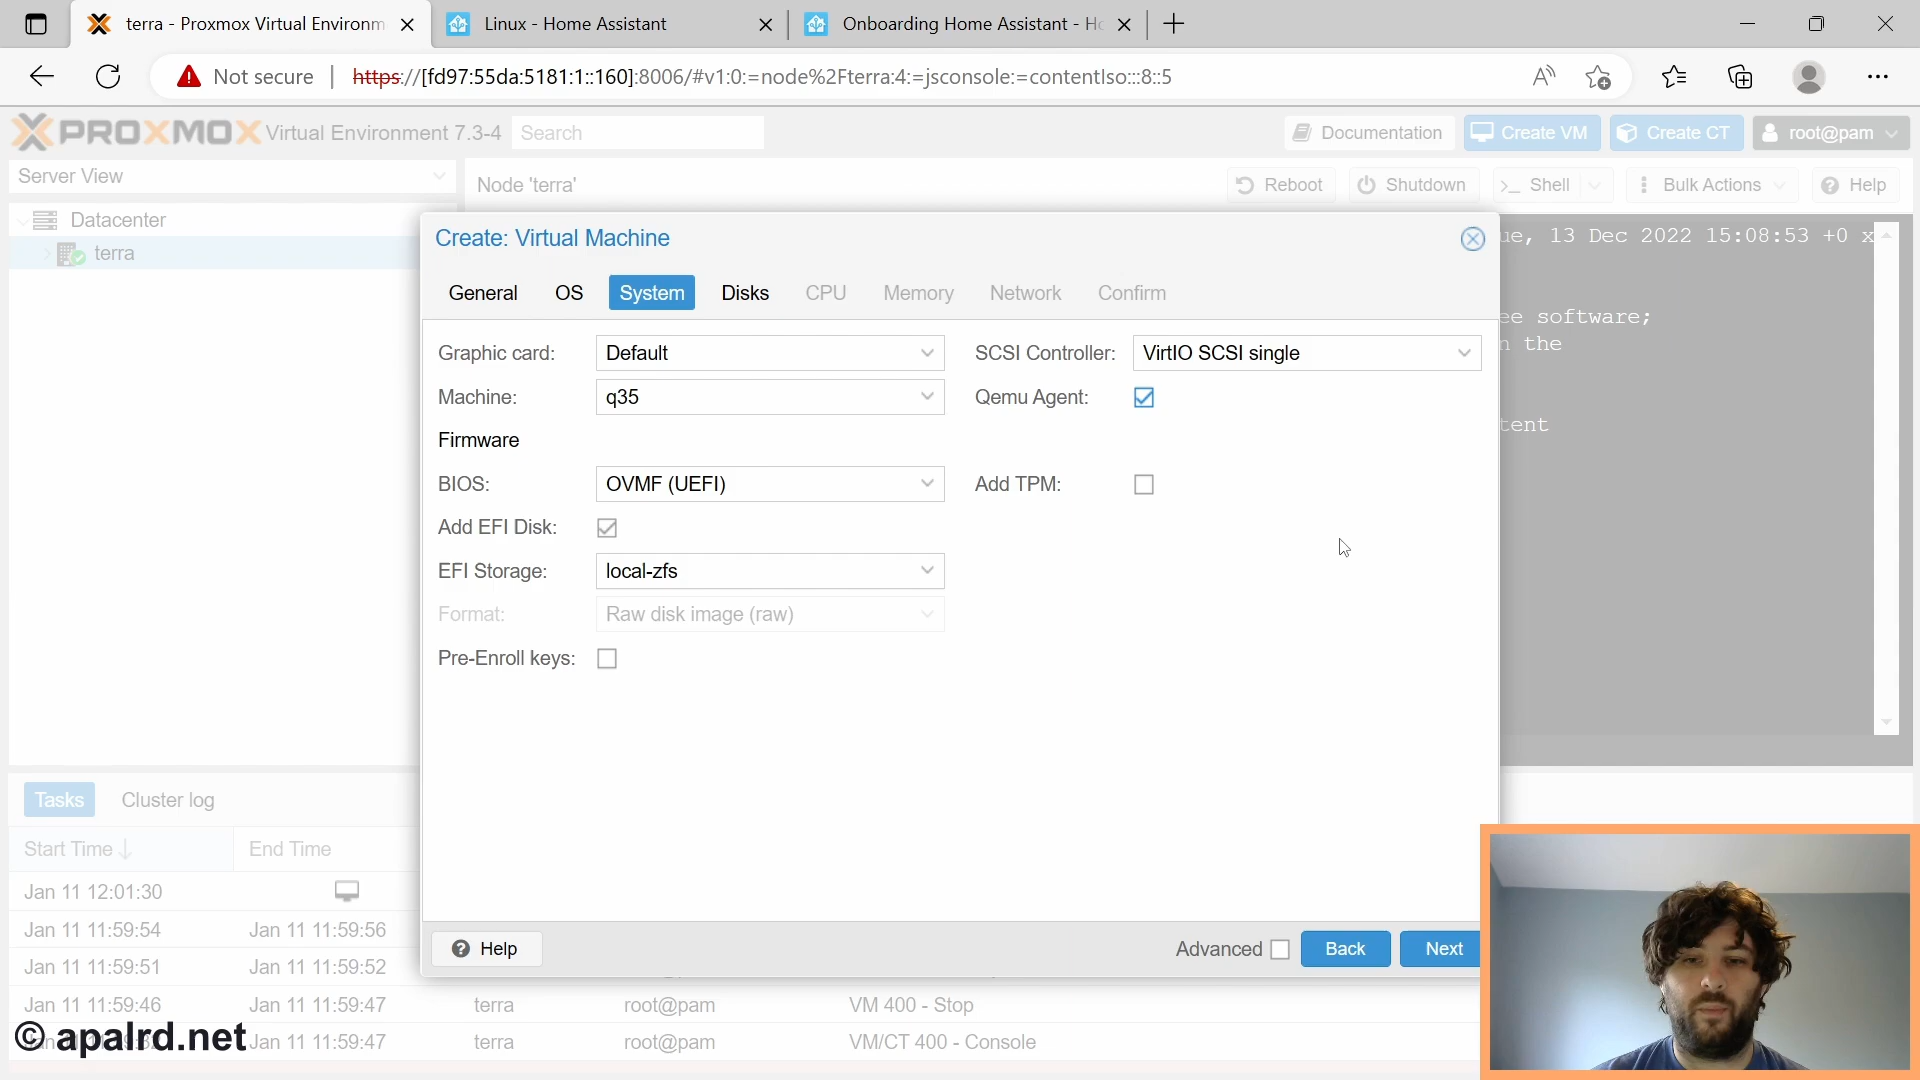 terra - Proxmox Virtual Environm
Linux - Home Assistant
Onboarding Home Assistant - Ho
Not secure
https://[fd97:55da:5181:1::160]:8006/#v1:0:=node%2Fterra:4:=jsconsole:=contentIso:::8::5
PROXMOX Virtual Environment 7.3-4
Search
Documentation
Create VM
Create CT
root@pam
Server View
Node 'terra'
Reboot
Shutdown
Shell
Bulk Actions
Help
Datacenter
terra
Create: Virtual Machine
General
OS
System
Disks
CPU
Memory
Network
Confirm
ue, 13 Dec 2022 15:08:53 +0 x
ee software;
n the
tent
Graphic card:
Default
SCSI Controller:
VirtIO SCSI single
Machine:
q35
Qemu Agent:
Firmware
BIOS:
OVMF (UEFI)
Add TPM:
Add EFI Disk:
EFI Storage:
local-zfs
Format:
Raw disk image (raw)
Pre-Enroll keys:
Help
Advanced
Back
Next
Tasks
Cluster log
Start Time
End Time
Jan 11 12:01:30
Jan 11 11:59:54
Jan 11 11:59:56
Jan 11 11:59:51
Jan 11 11:59:52
Jan 11 11:59:46
Jan 11 11:59:47
terra
root@pam
VM 400 - Stop
© apalrd.net
Jan 11 11:59:47
terra
root@pam
VM/CT 400 - Console